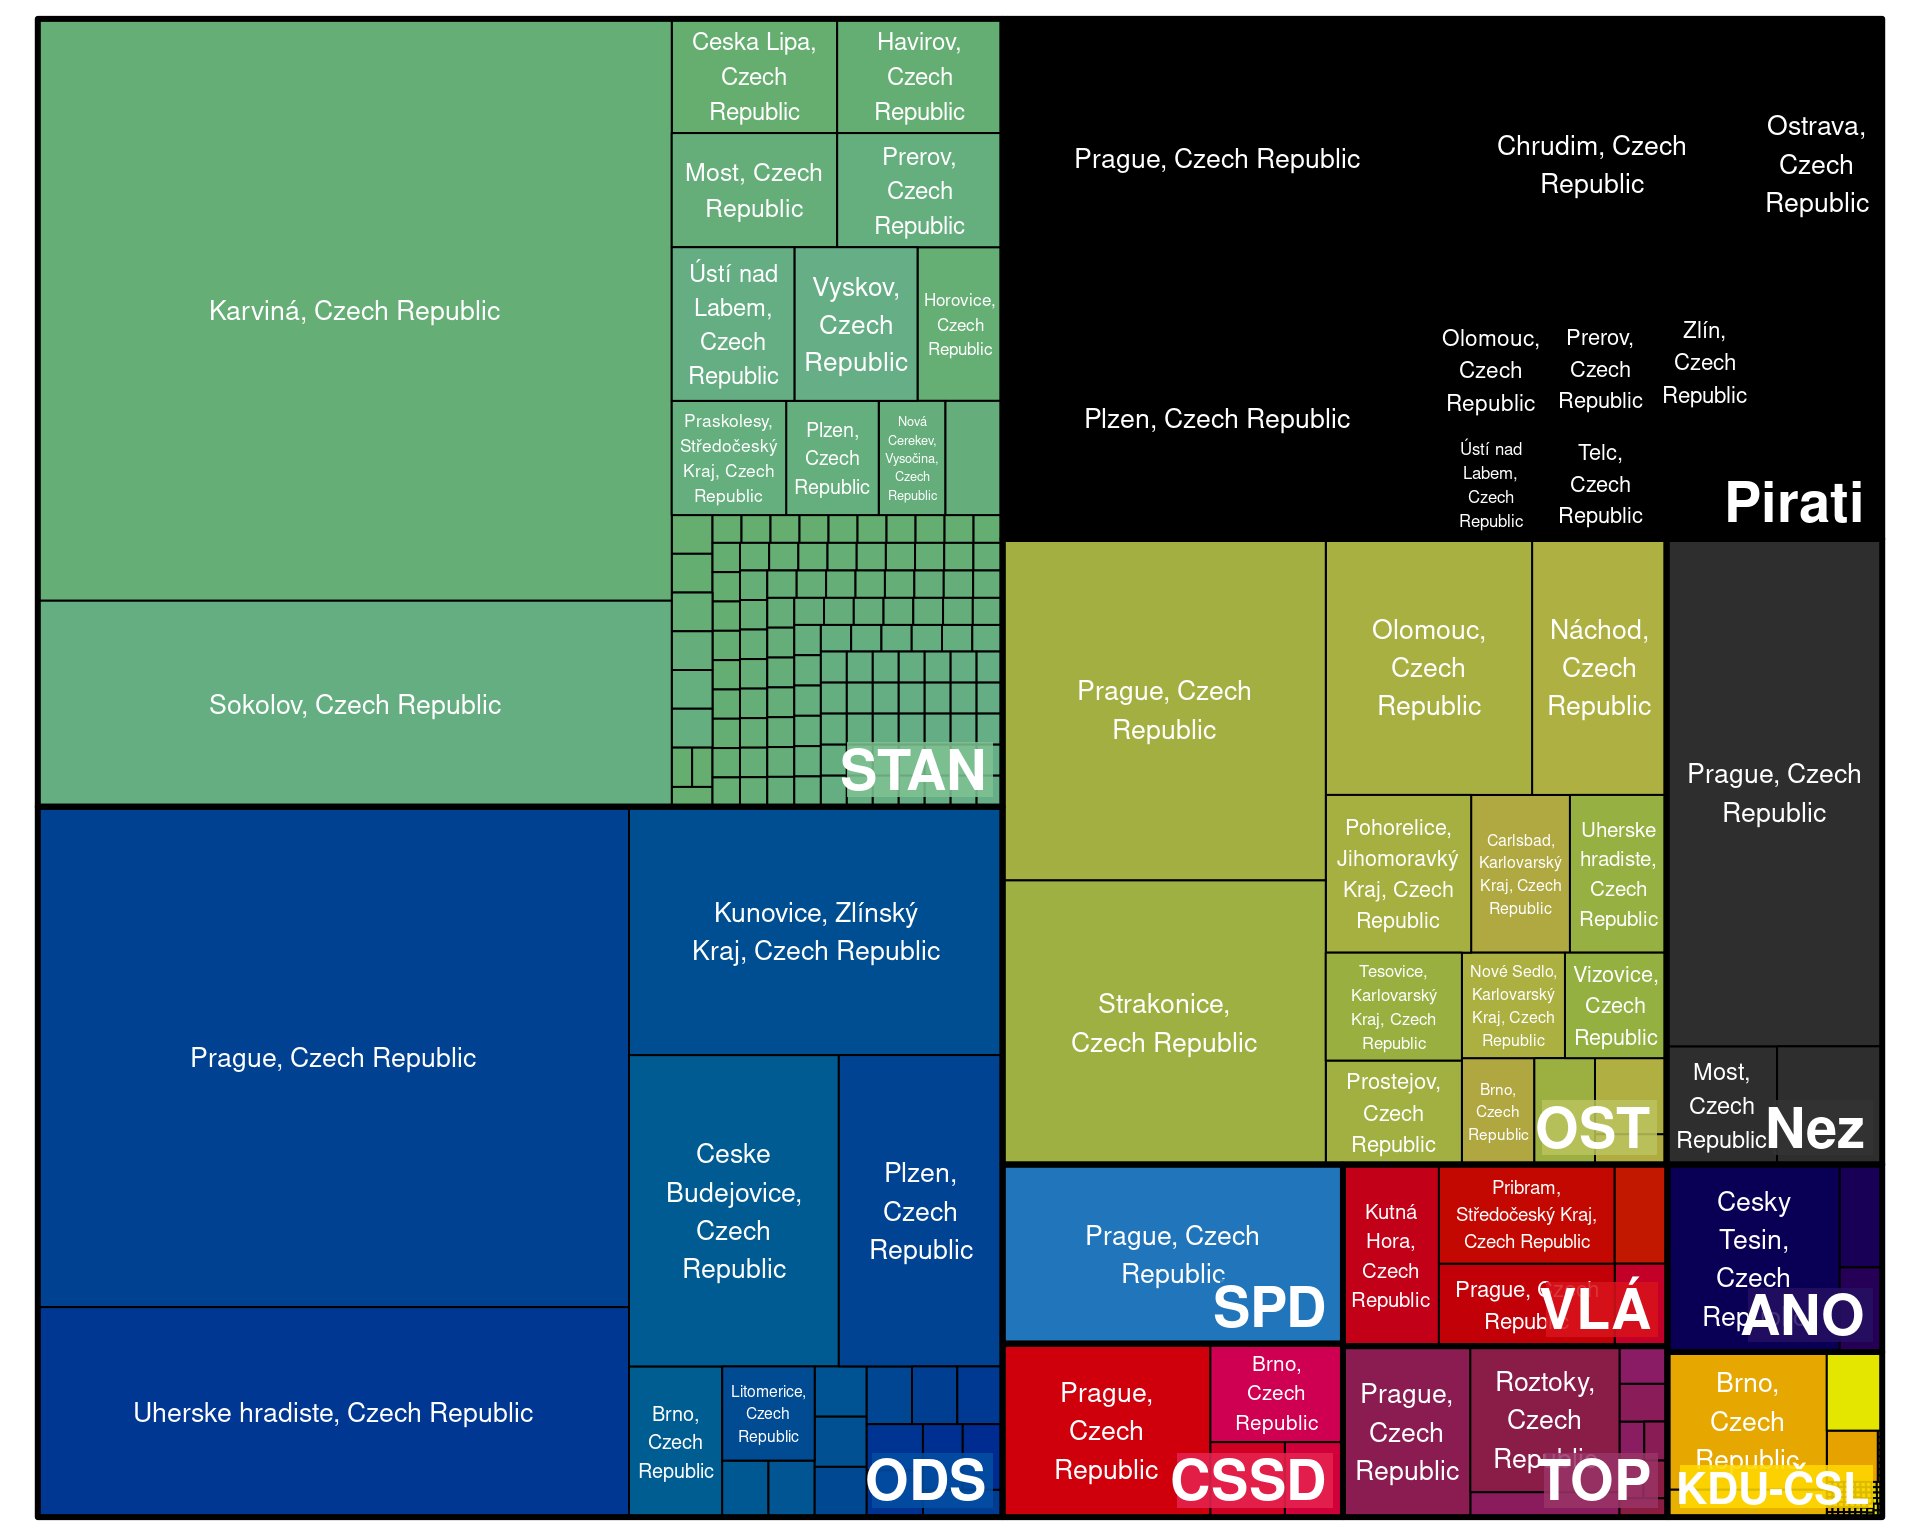 Karviná, Czech Republic
Sokolov, Czech Republic
Ceska Lipa,
Czech
Republic
Havirov,
Czech
Republic
Most, Czech
Republic
Prerov,
Czech
Republic
Ústí nad
Labem,
Czech
Republic
Vyskov,
Czech
Republic
Horovice,
Czech
Republic
Praskolesy,
Středočeský
Kraj, Czech
Republic
Plzen,
Czech
Republic
Nová
Cerekev,
Vysočina,
Czech
Republic
STAN
Prague, Czech Republic
Chrudim, Czech
Republic
Ostrava,
Czech
Republic
Plzen, Czech Republic
Olomouc,
Czech
Republic
Prerov,
Czech
Republic
Zlín,
Czech
Republic
Ústí nad
Labem,
Czech
Republic
Telc,
Czech
Republic
Pirati
Prague, Czech Republic
Uherske hradiste, Czech Republic
Kunovice, Zlínský
Kraj, Czech Republic
Ceske
Budejovice,
Czech
Republic
Plzen,
Czech
Republic
Brno,
Czech
Republic
Litomerice,
Czech
Republic
ODS
Prague, Czech
Republic
Strakonice,
Czech Republic
Olomouc,
Czech
Republic
Náchod,
Czech
Republic
Pohorelice,
Jihomoravký
Kraj, Czech
Republic
Carlsbad,
Karlovarský
Kraj, Czech
Republic
Uherske
hradiste,
Czech
Republic
Tesovice,
Karlovarský
Kraj, Czech
Republic
Nové Sedlo,
Karlovarský
Kraj, Czech
Republic
Vizovice,
Czech
Republic
Prostejov,
Czech
Republic
Brno,
Czech
Republic
OST
Prague, Czech
Republic
Most,
Czech
Republic
Nez
Prague, Czech
Republic
SPD
Kutná
Hora,
Czech
Republic
Pribram,
Středočeský Kraj,
Czech Republic
Prague, Czech
Republic
VLÁ
Cesky
Tesin,
Czech
Republic
ANO
Prague,
Czech
Republic
Brno,
Czech
Republic
CSSD
Prague,
Czech
Republic
Roztoky,
Czech
Republic
TOP
Brno,
Czech
Republic
KDU-ČSL